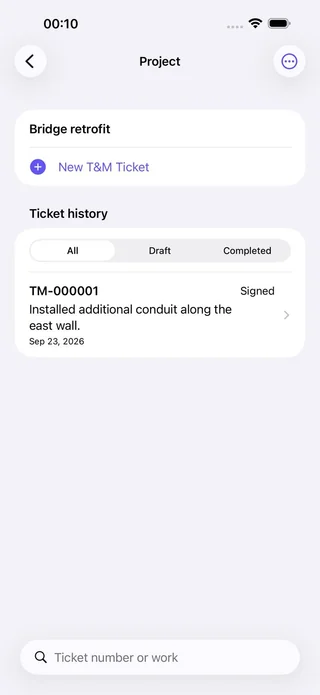 00:10
Project
Bridge retrofit
New T&M Ticket
Ticket history
All
Draft
Completed
TM-000001
Signed
Installed additional conduit along the
east wall.
Sep 23, 2026
Ticket number or work